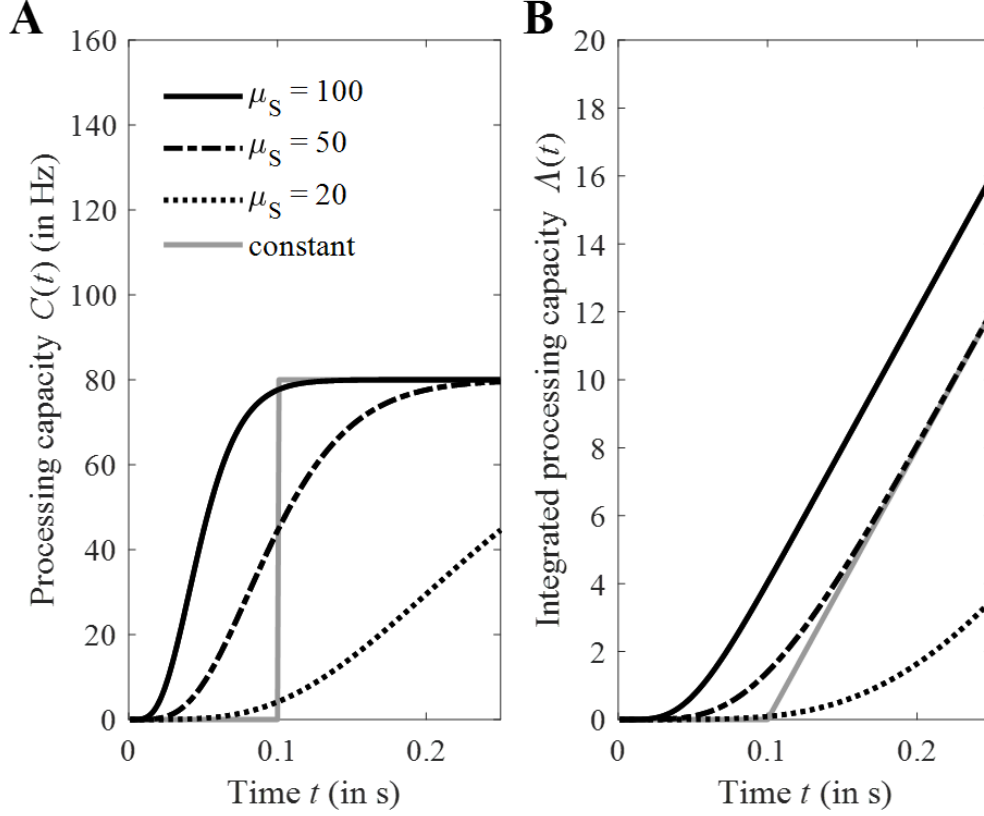 A
Processing capacity C(t) (in Hz)
160
140
120
100
80
60
40
20
0
μS = 100
μS = 50
μS = 20
constant
0
0.1
0.2
Time t (in s)
B
Integrated processing capacity Λ(t)
20
18
16
14
12
10
8
6
4
2
0
0
0.1
0.2
Time t (in s)